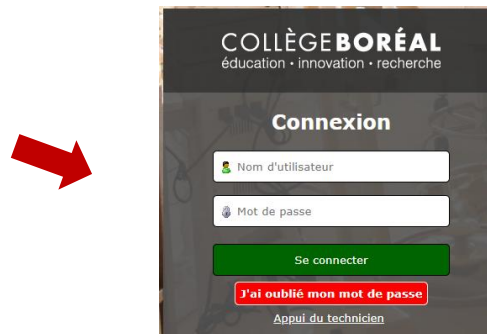 COLLÈGEBORÉAL
éducation • innovation • recherche
Connexion
Nom d'utilisateur
Mot de passe
Se connecter
J'ai oublié mon mot de passe
Appui du technicien